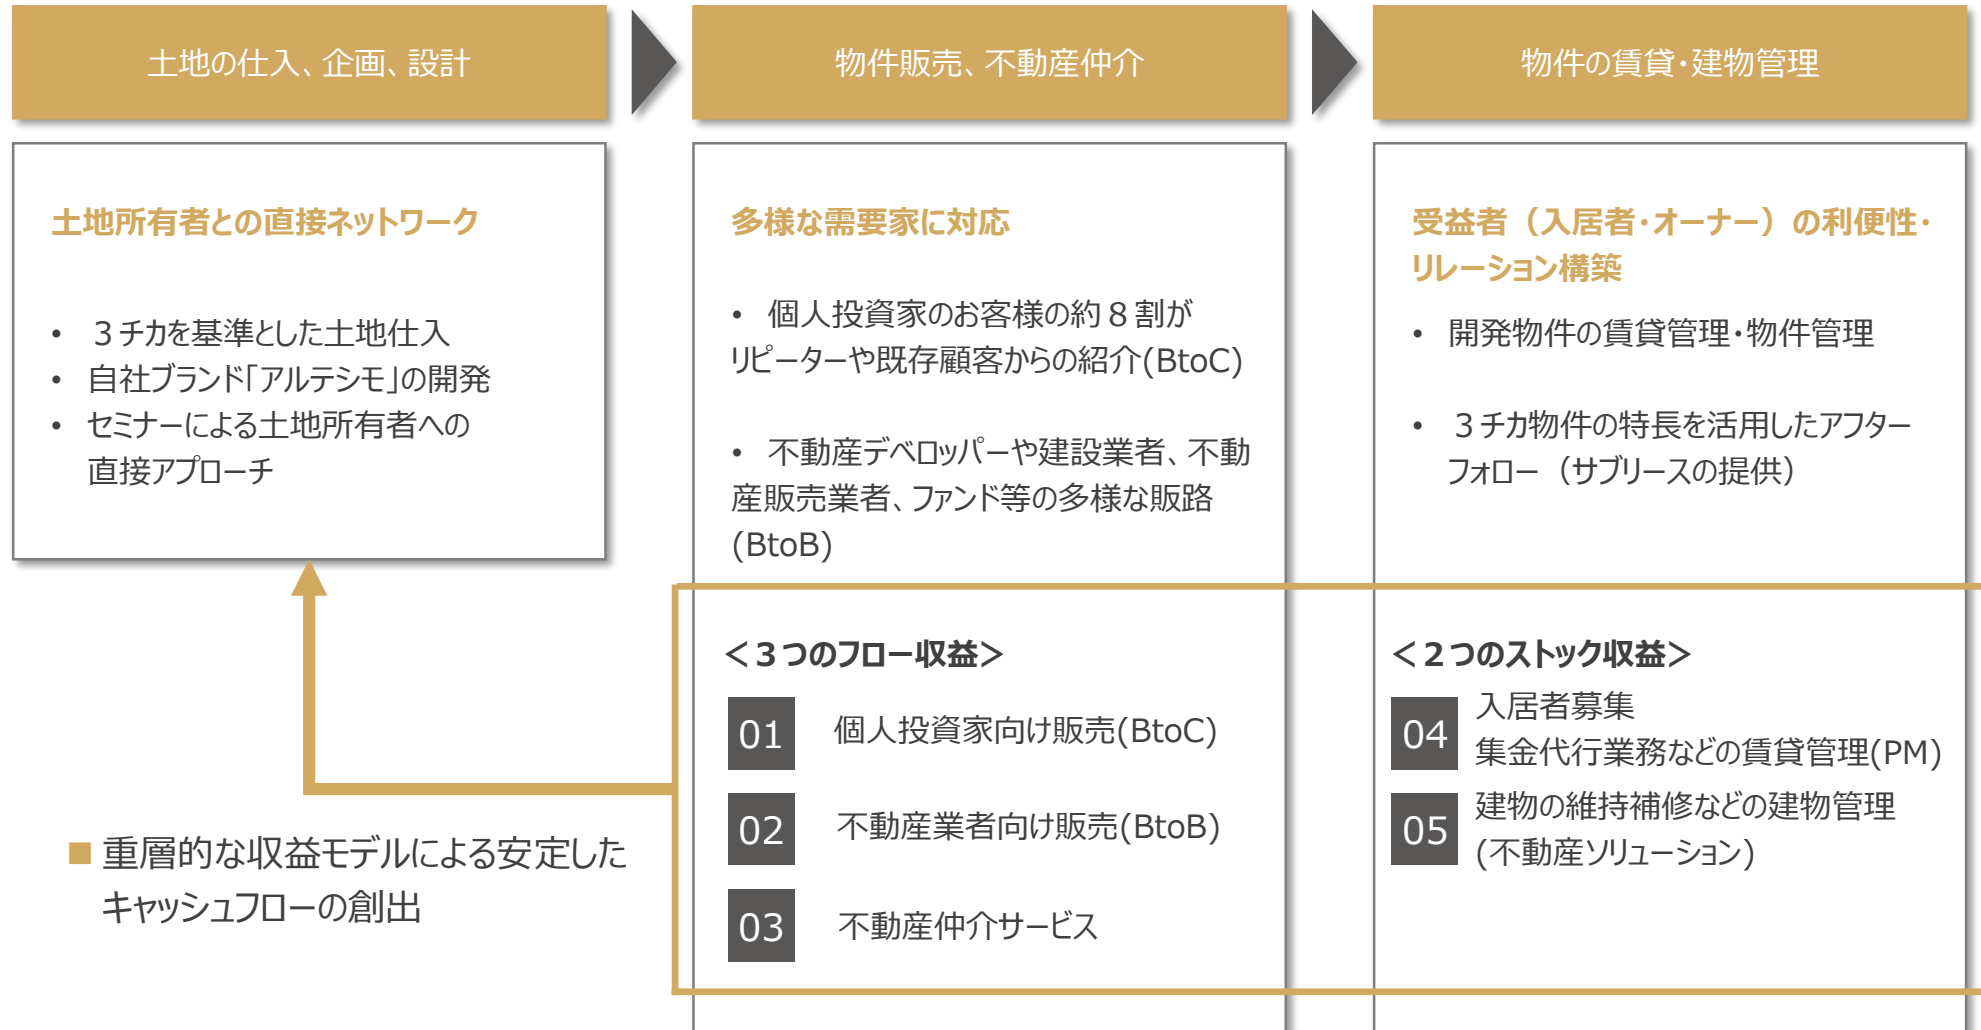 土地の仕入、企画、設計
物件販売、不動産仲介
物件の賃貸・建物管理
土地所有者との直接ネットワーク
• ３チカを基準とした土地仕入
• 自社ブランド「アルテシモ」の開発
• セミナーによる土地所有者への
直接アプローチ
多様な需要家に対応
• 個人投資家のお客様の約８割が
リピーターや既存顧客からの紹介(BtoC)
• 不動産デベロッパーや建設業者、不動
産販売業者、ファンド等の多様な販路
(BtoB)
受益者（入居者・オーナー）の利便性・
リレーション構築
• 開発物件の賃貸管理・物件管理
• ３チカ物件の特長を活用したアフター
フォロー（サブリースの提供）
＜３つのフロー収益＞
01 個人投資家向け販売(BtoC)
02 不動産業者向け販売(BtoB)
03 不動産仲介サービス
＜２つのストック収益＞
04 入居者募集
集金代行業務などの賃貸管理(PM)
05 建物の維持補修などの建物管理
(不動産ソリューション)
■ 重層的な収益モデルによる安定した
キャッシュフローの創出